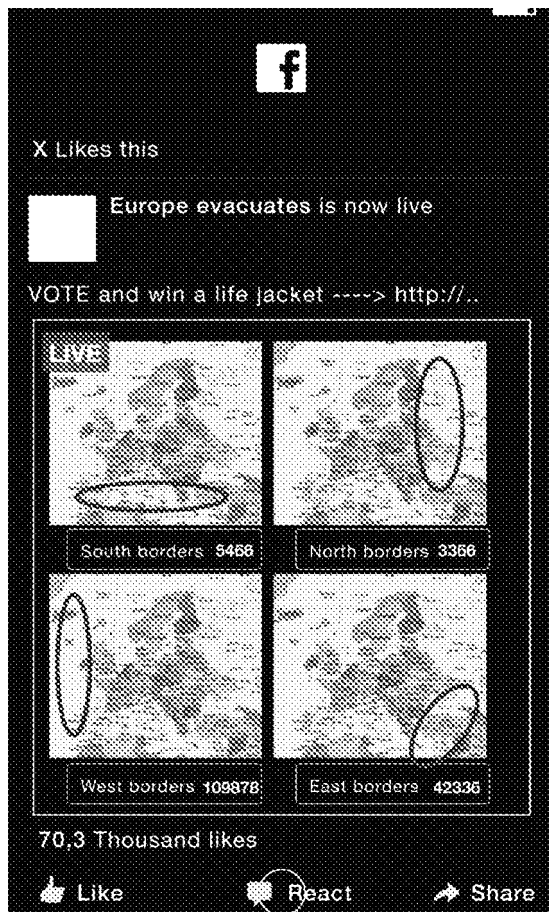 f
X Likes this
Europe evacuates is now live
VOTE and win a life jacket ----> http://..
LIVE
South borders 5466
North borders 3366
West borders 109878
East borders 42336
70,3 Thousand likes
Like React Share